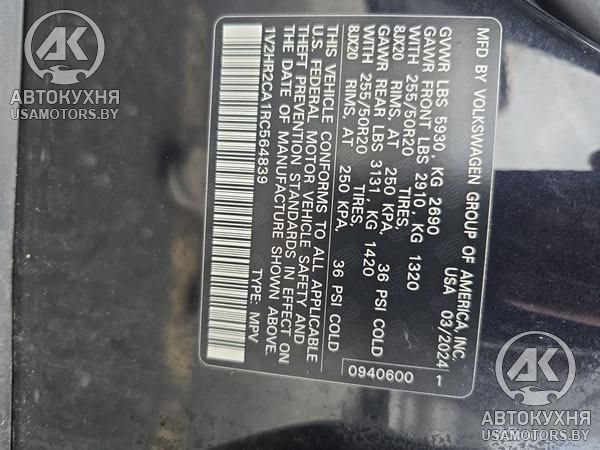 MFD BY VOLKSWAGEN GROUP OF AMERICA, INC.
USA 03/2024 1
GVWR LBS 5930, KG 2690
GAWR FRONT LBS 2910, KG 1320
WITH 255/50R20 TIRES,
8JX20 RIMS, AT 250 KPA, 36 PSI COLD
GAWR REAR LBS 3131, KG 1420
WITH 255/50R20 TIRES,
8JX20 RIMS, AT 250 KPA, 36 PSI COLD
THIS VEHICLE CONFORMS TO ALL APPLICABLE
U.S. FEDERAL MOTOR VEHICLE SAFETY AND
THEFT PREVENTION STANDARDS IN EFFECT ON
THE DATE OF MANUFACTURE SHOWN ABOVE.
1V2HR2CA1RC564839 TYPE: MPV
0940600
АК
АВТОКУХНЯ
USAMOTORS.BY
АК
АВТОКУХНЯ
USAMOTORS.BY